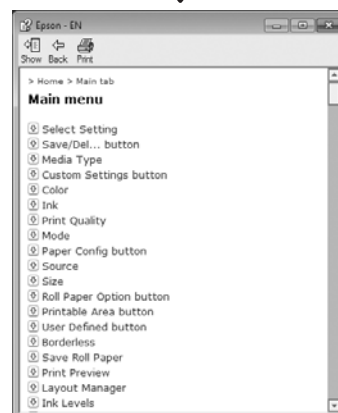 Epson - EN
Show Back Print
> Home > Main tab
Main menu
Select Setting
Save/Del... button
Media Type
Custom Settings button
Color
Ink
Print Quality
Mode
Paper Config button
Source
Size
Roll Paper Option button
Printable Area button
User Defined button
Borderless
Save Roll Paper
Print Preview
Layout Manager
Ink Levels